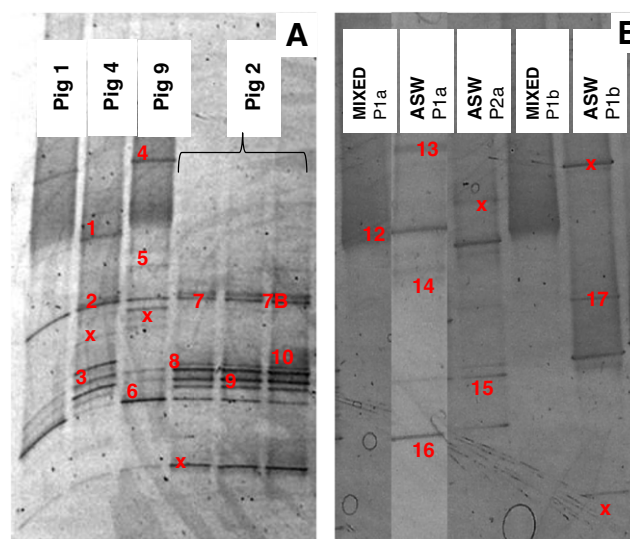 A
Pig 1
Pig 4
Pig 9
Pig 2
4
1
5
2
7
7B
x
x
8
10
3
9
6
x
MIXED
P1a
ASW
P1a
ASW
P2a
MIXED
P1b
ASW
P1b
13
x
x
12
14
17
15
16
x